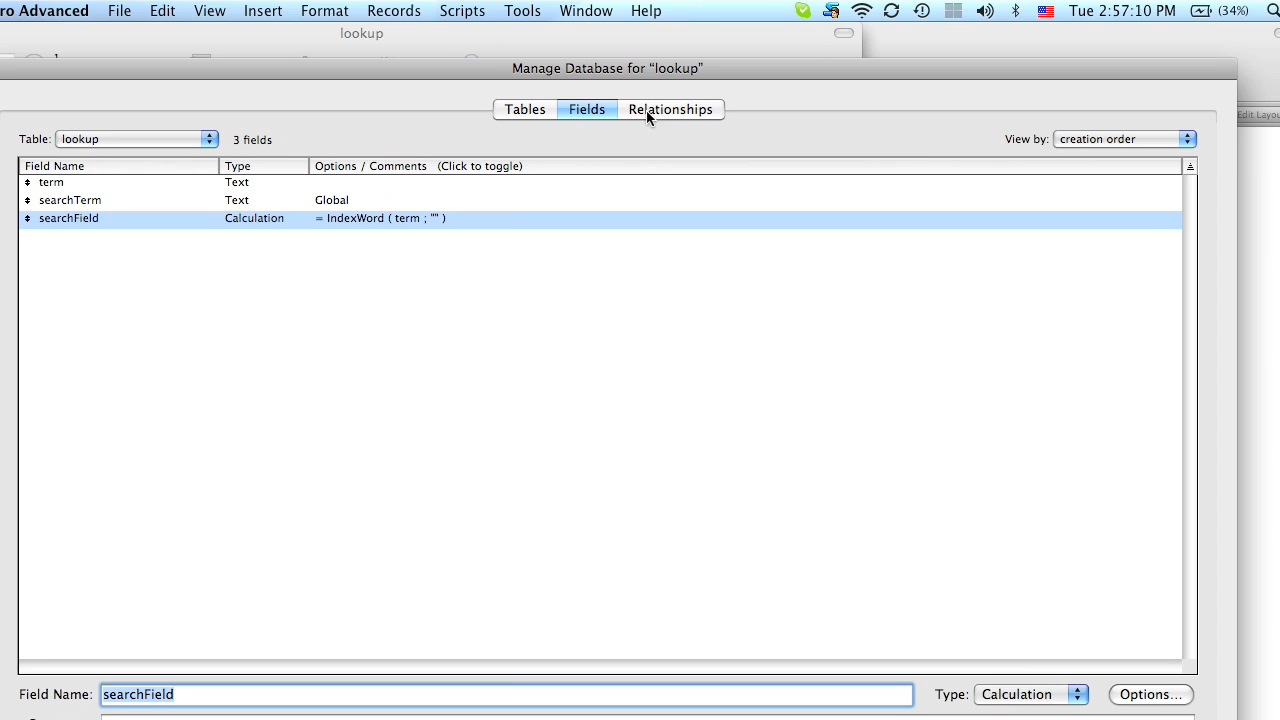 ro Advanced File Edit View Insert Format Records Scripts Tools Window Help Tue 2:57:10 PM (34%)
lookup
Manage Database for “lookup”
Tables Fields Relationships
Edit Layou
Table: lookup 3 fields View by: creation order
Field Name Type Options / Comments (Click to toggle)
term Text
searchTerm Text Global
searchField Calculation = IndexWord ( term ; "" )
Field Name: searchField Type: Calculation Options...